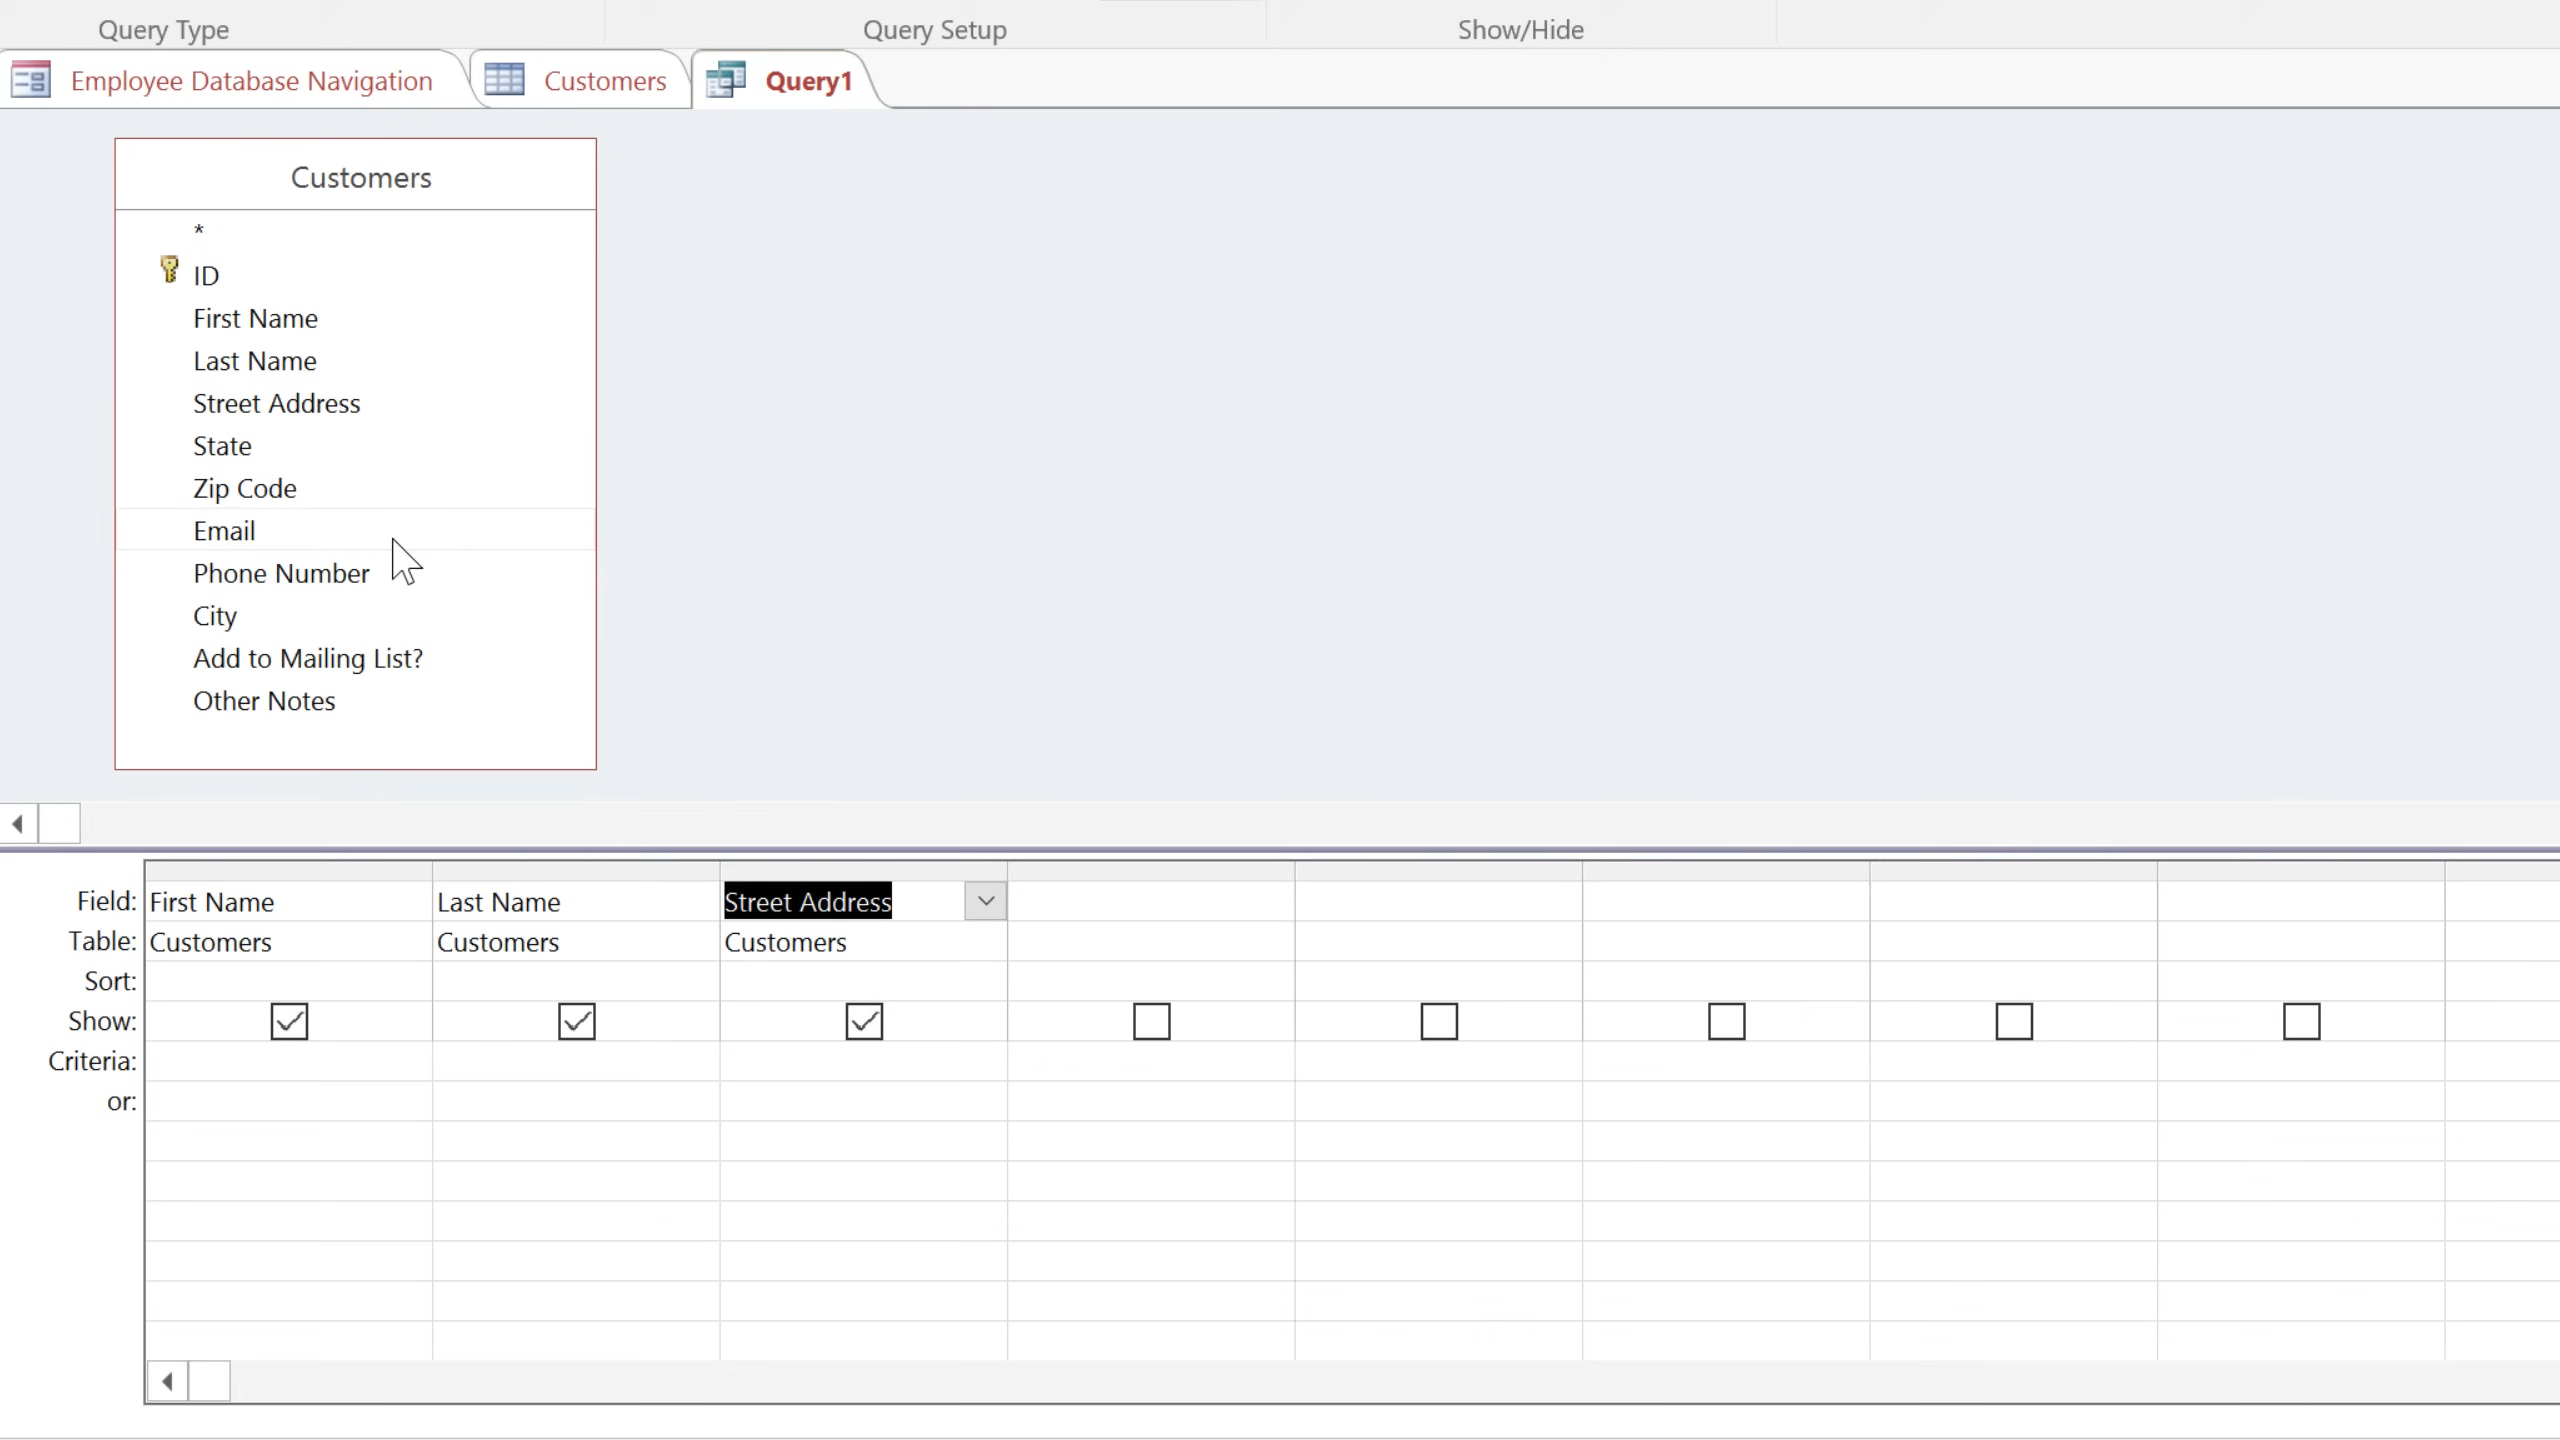 Query Type Query Setup Show/Hide
Employee Database Navigation Customers Query1
Customers
*
ID
First Name
Last Name
Street Address
State
Zip Code
Email
Phone Number
City
Add to Mailing List?
Other Notes
Field: First Name Last Name Street Address
Table: Customers Customers Customers
Sort:
Show:
Criteria:
or: